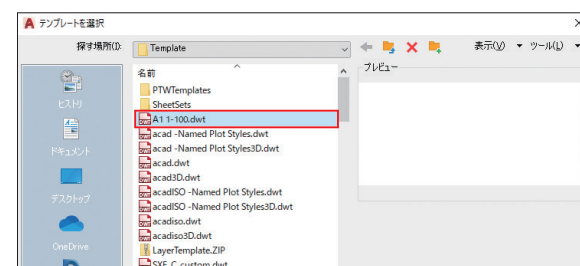 テンプレートを選択
探す場所(I): Template 表示(V) ツール(L)
名前 プレビュー
PTWTemplates
SheetSets
A1 1-100.dwt
acad -Named Plot Styles.dwt
acad -Named Plot Styles3D.dwt
acad.dwt
acad3D.dwt
acadISO -Named Plot Styles.dwt
acadISO -Named Plot Styles3D.dwt
acadiso.dwt
acadiso3D.dwt
LayerTemplate.ZIP
SXF_C-custom.dwt
ヒストリ
ドキュメント
デスクトップ
OneDrive